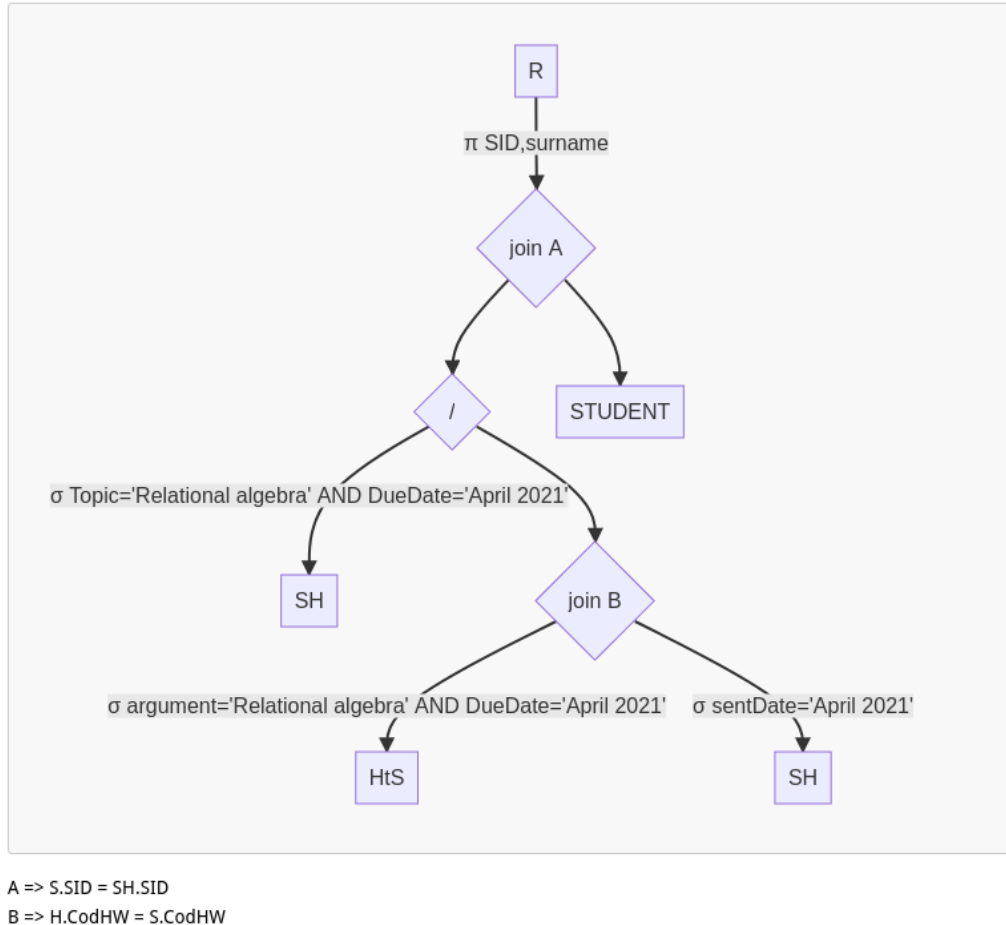 R
π SID,surname
join A
/
STUDENT
σ Topic='Relational algebra' AND DueDate='April 2021'
SH
join B
σ argument='Relational algebra' AND DueDate='April 2021'
σ sentDate='April 2021'
HtS
SH
A => S.SID = SH.SID
B => H.CodHW = S.CodHW